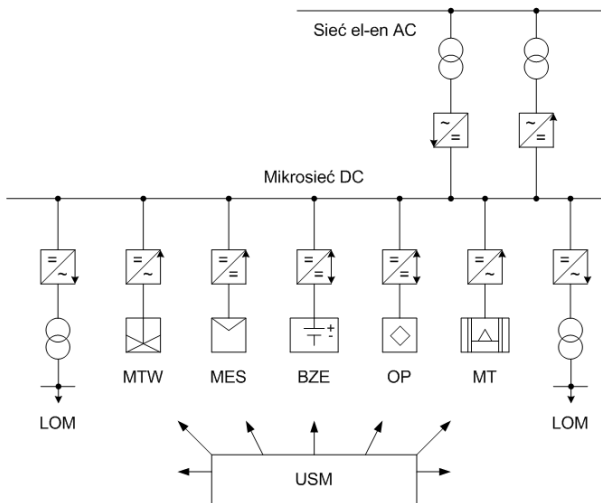 Sieć el-en AC
~
=
~
=
Mikrosieć DC
=
~
=
~
=
=
=
=
=
=
=
~
=
~
+
-
MTW
MES
BZE
OP
MT
LOM
LOM
USM